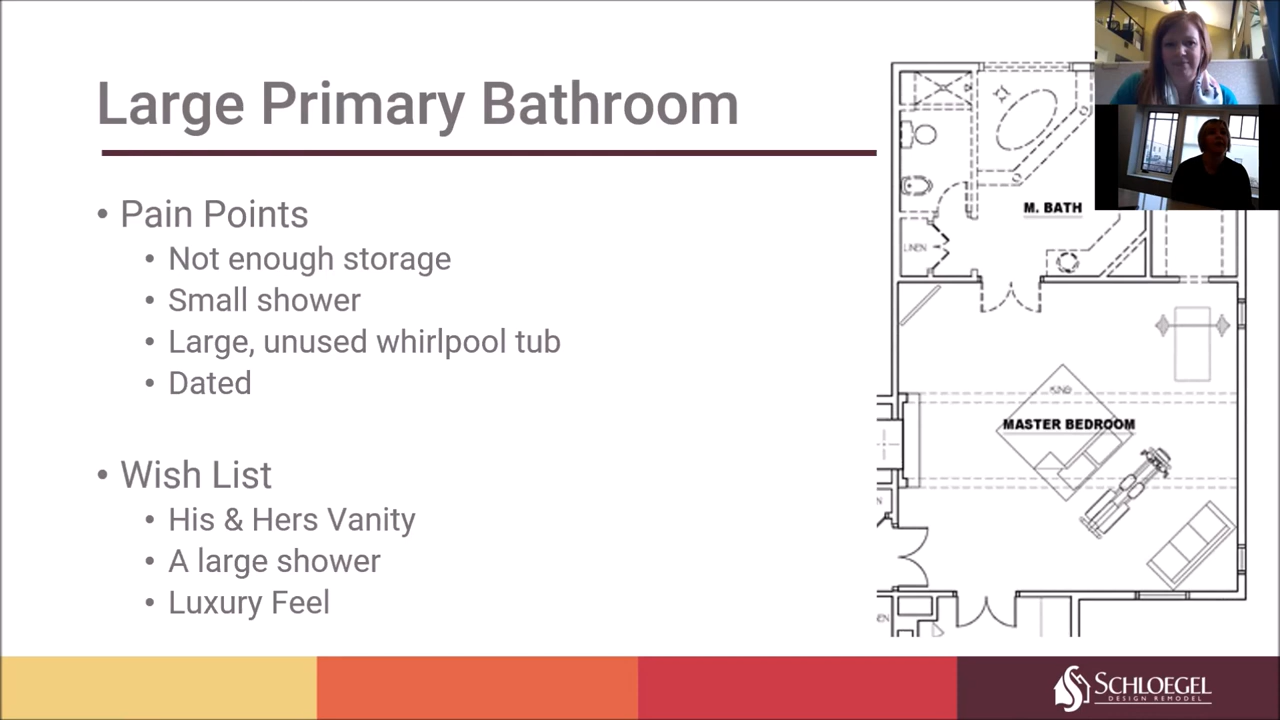 Large Primary Bathroom
• Pain Points
• Not enough storage
• Small shower
• Large, unused whirlpool tub
• Dated
• Wish List
• His & Hers Vanity
• A large shower
• Luxury Feel
M. BATH
LINEN
KING
MASTER BEDROOM
SCHLOEGEL
DESIGN REMODEL